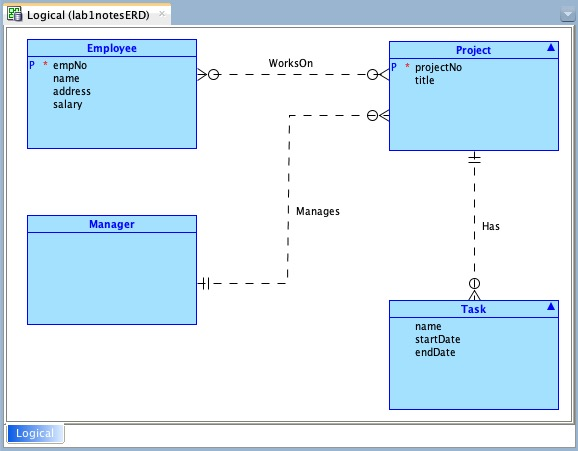 Logical (lab1notesERD)
Employee
P * empNo
name
address
salary
WorksOn
Project
P * projectNo
title
Manages
Manager
Has
Task
name
startDate
endDate
Logical